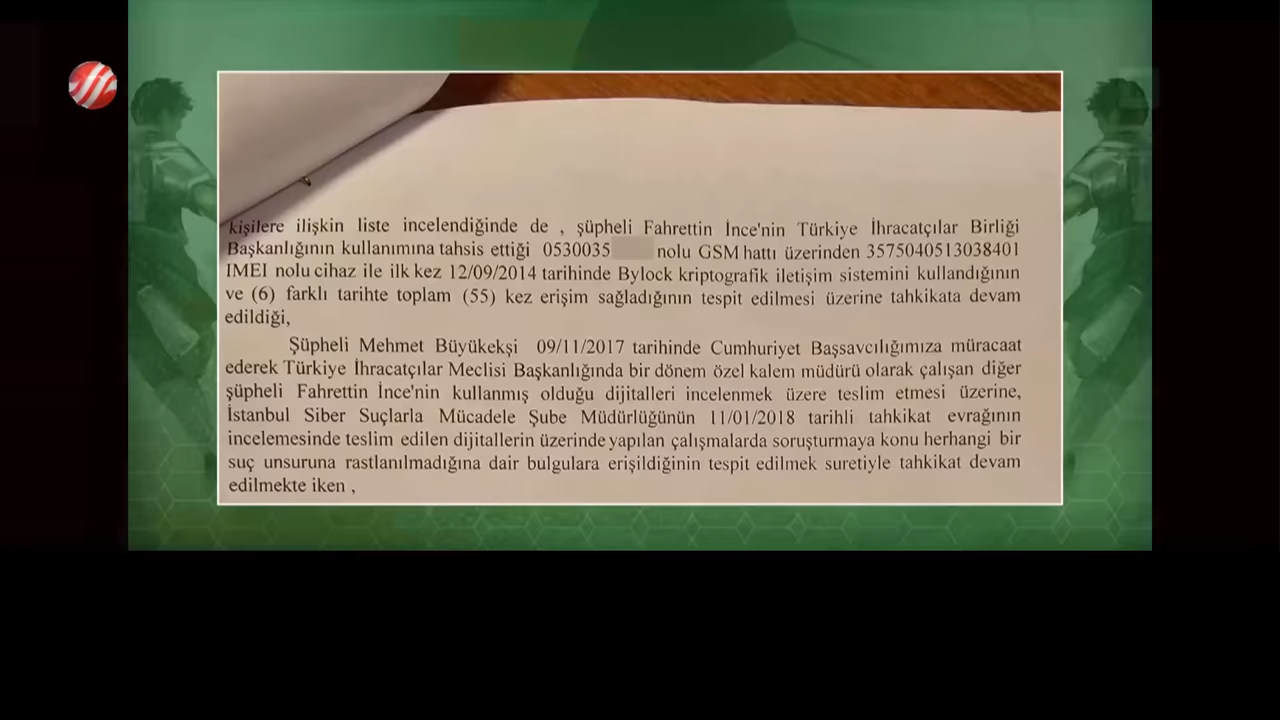 kişilere ilişkin liste incelendiğinde de , şüpheli Fahrettin İnce'nin Türkiye İhracatçılar Birliği
Başkanlığının kullanımına tahsis ettiği 0530035 nolu GSM hattı üzerinden 3575040513038401
IMEI nolu cihaz ile ilk kez 12/09/2014 tarihinde Bylock kriptografik iletişim sistemini kullandığının
ve (6) farklı tarihte toplam (55) kez erişim sağladığının tespit edilmesi üzerine tahkikata devam
edildiği,
Şüpheli Mehmet Büyükekşi 09/11/2017 tarihinde Cumhuriyet Başsavcılığımıza müracaat
ederek Türkiye İhracatçılar Meclisi Başkanlığında bir dönem özel kalem müdürü olarak çalışan diğer
şüpheli Fahrettin İnce'nin kullanmış olduğu dijitalleri incelenmek üzere teslim etmesi üzerine,
İstanbul Siber Suçlarla Mücadele Şube Müdürlüğünün 11/01/2018 tarihli tahkikat evrağının
incelemesinde teslim edilen dijitallerin üzerinde yapılan çalışmalarda soruşturmaya konu herhangi bir
suç unsuruna rastlanılmadığına dair bulgulara erişildiğinin tespit edilmek suretiyle tahkikat devam
edilmekte iken ,